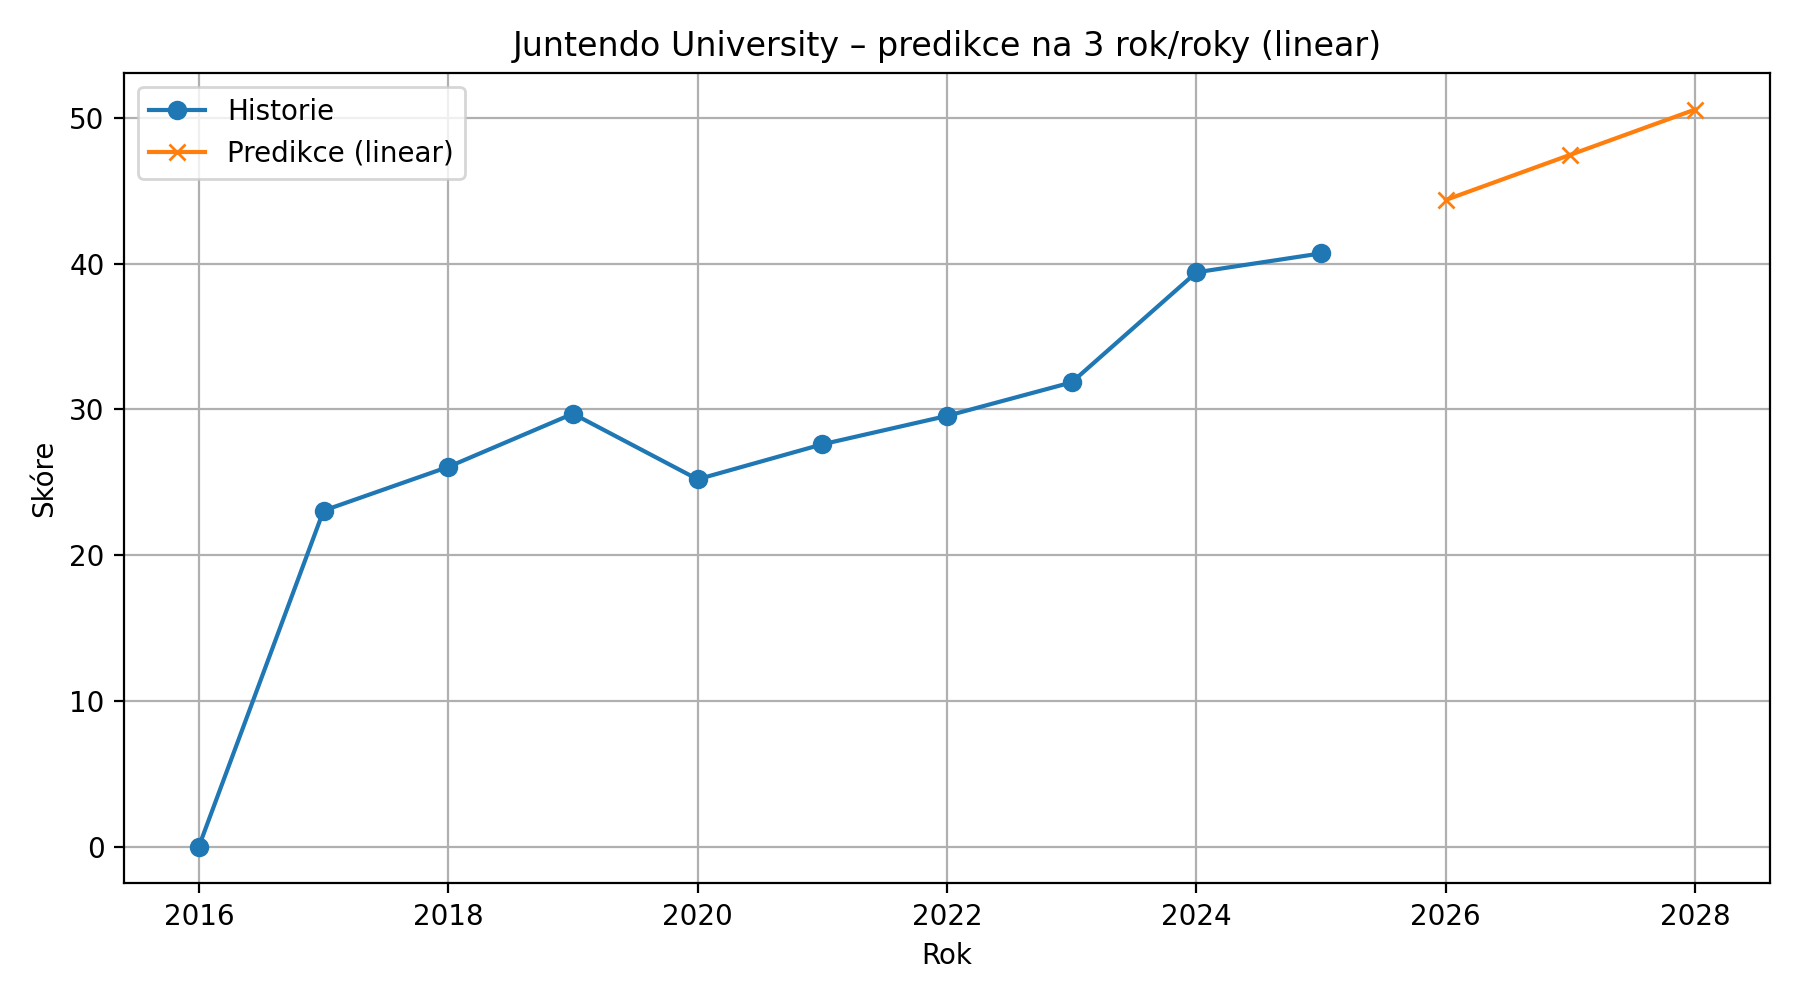 Juntendo University – predikce na 3 rok/roky (linear)
Historie
Predikce (linear)
50
40
30
20
10
0
Skóre
2016 2018 2020 2022 2024 2026 2028
Rok